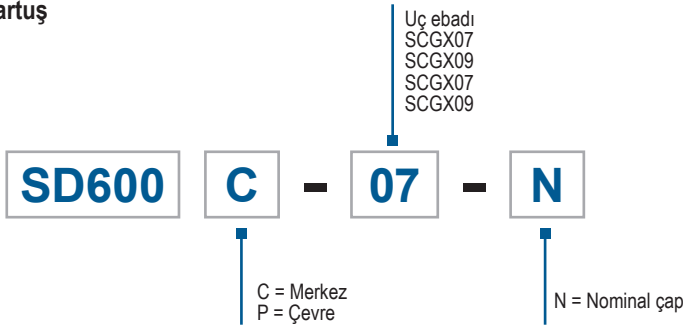 artuş
Uç ebadı
SCGX07
SCGX09
SCGX07
SCGX09
SD600 C - 07 - N
C = Merkez
P = Çevre
N = Nominal çap